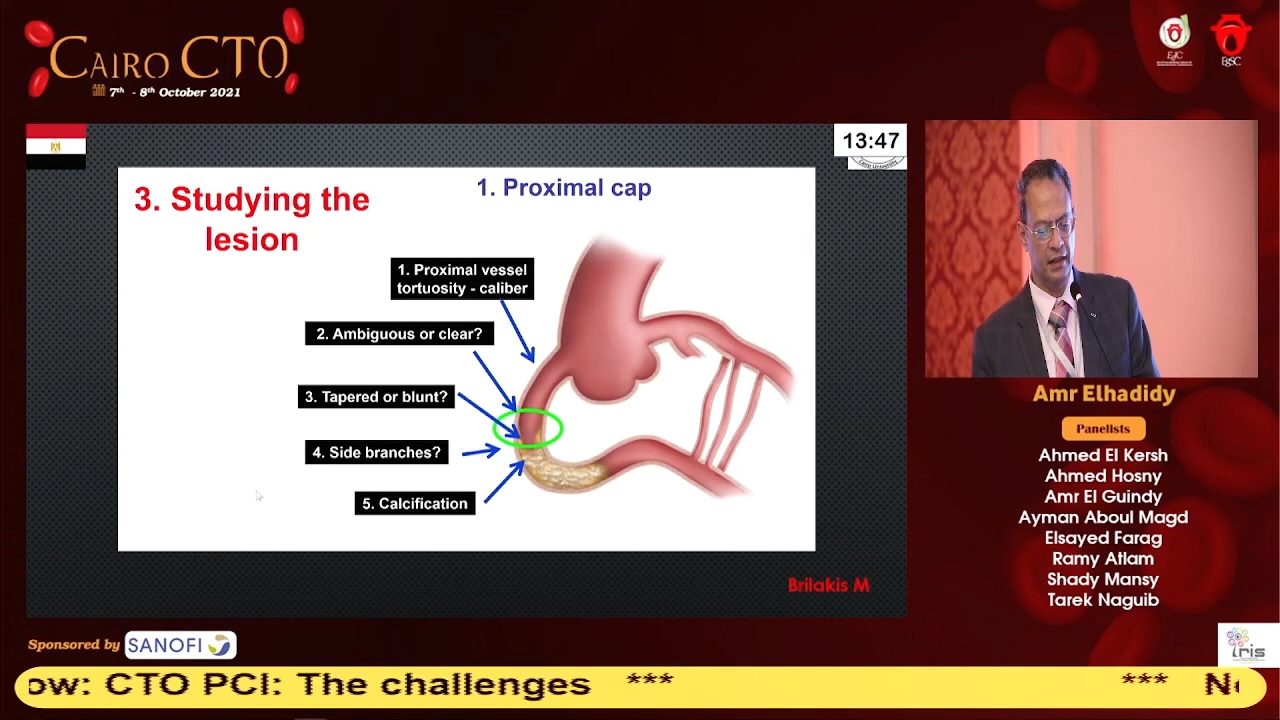 CAIRO CTO
7th - 8th October 2021
EgSC
13:47
Cairo University
3. Studying the
lesion
1. Proximal cap
1. Proximal vessel
tortuosity - caliber
2. Ambiguous or clear?
3. Tapered or blunt?
4. Side branches?
5. Calcification
Brilakis M
Amr Elhadidy
Panelists
Ahmed El Kersh
Ahmed Hosny
Amr El Guindy
Ayman Aboul Magd
Elsayed Farag
Ramy Atlam
Shady Mansy
Tarek Naguib
Sponsored by SANOFI
iris
ow: CTO PCI: The challenges *** *** N